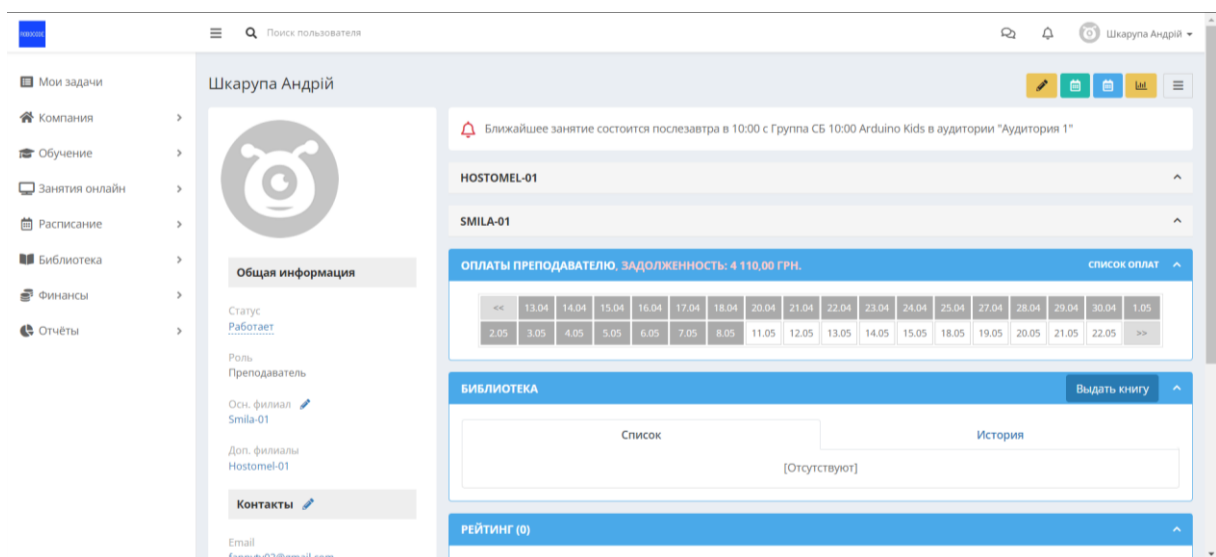 Поиск пользователя
Шкарупа Андрій
Мои задачи
Компания
Обучение
Занятия онлайн
Расписание
Библиотека
Финансы
Отчёты
Шкарупа Андрій
Общая информация
Статус
Работает
Роль
Преподаватель
Осн. филиал
Smila-01
Доп. филиалы
Hostomel-01
Контакты
Email
Ближайшее занятие состоится послезавтра в 10:00 с Группа СБ 10:00 Arduino Kids в аудитории "Аудитория 1"
HOSTOMEL-01
SMILA-01
ОПЛАТЫ ПРЕПОДАВАТЕЛЮ, ЗАДОЛЖЕННОСТЬ: 4 110,00 ГРН. СПИСОК ОПЛАТ
<< 13.04 14.04 15.04 16.04 17.04 18.04 20.04 21.04 22.04 23.04 24.04 25.04 27.04 28.04 29.04 30.04 1.05
2.05 3.05 4.05 5.05 6.05 7.05 8.05 11.05 12.05 13.05 14.05 15.05 18.05 19.05 20.05 21.05 22.05 >>
БИБЛИОТЕКА Выдать книгу
Список История
[Отсутствуют]
РЕЙТИНГ (0)